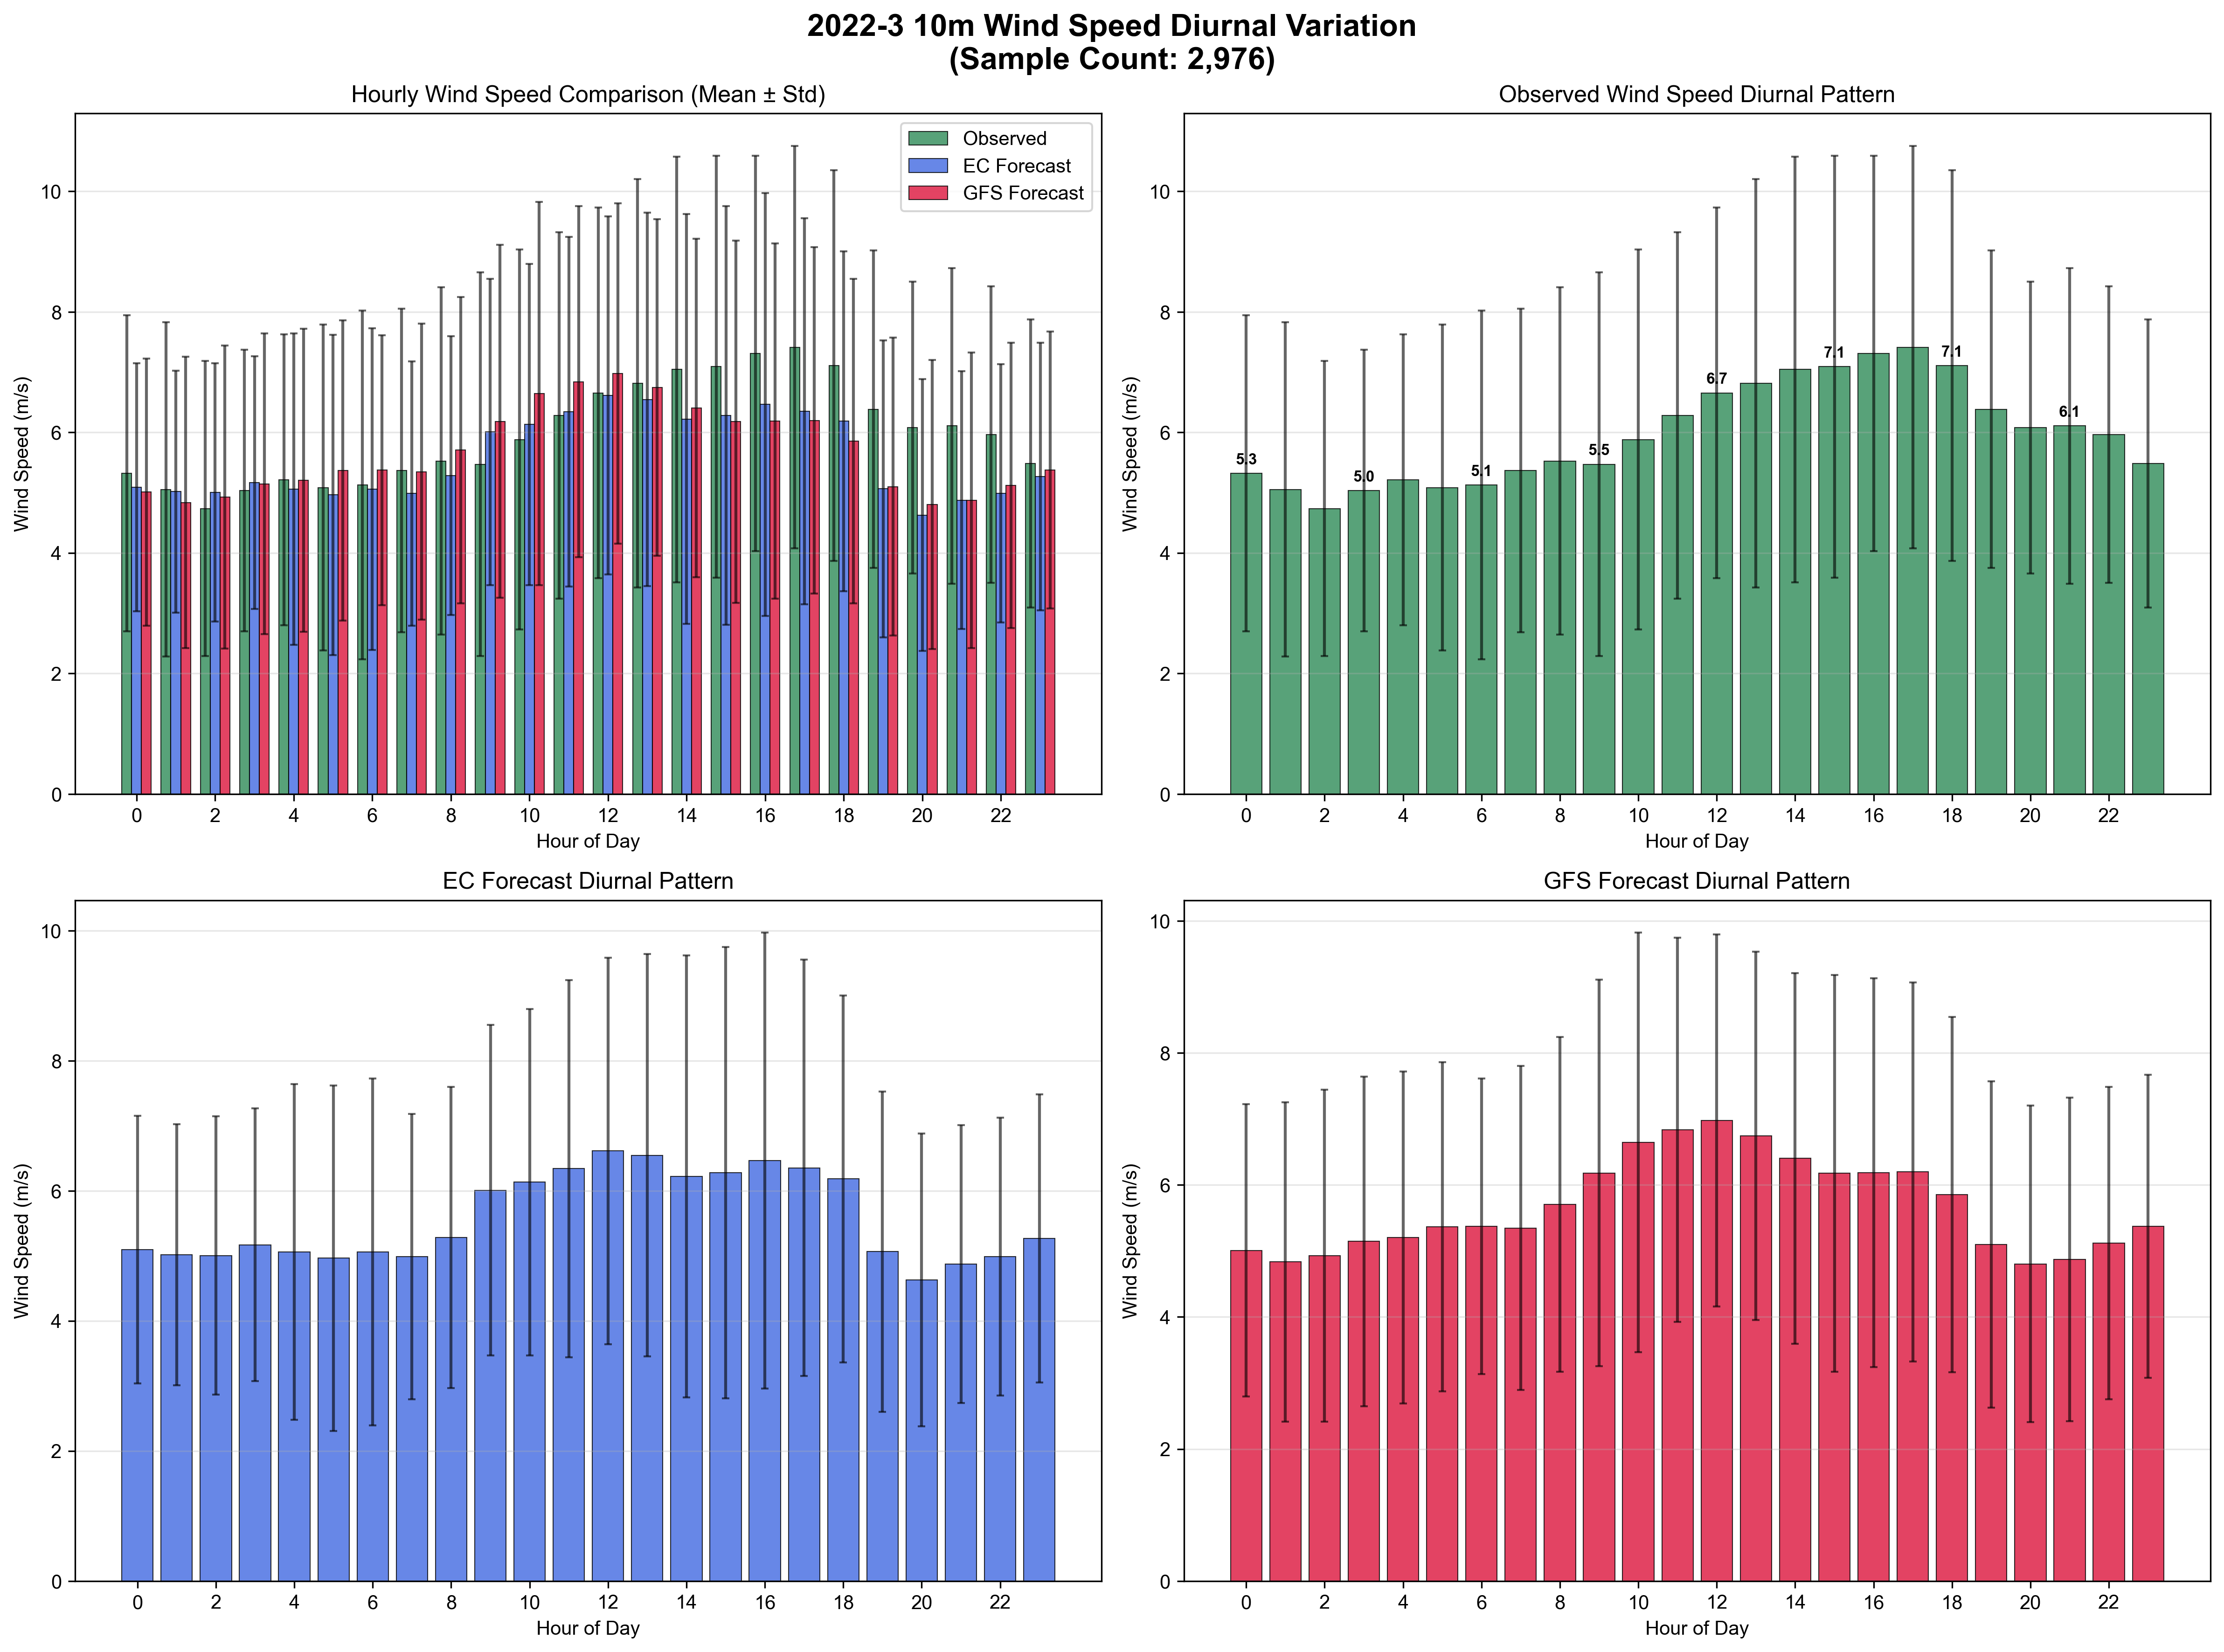 2022-3 10m Wind Speed Diurnal Variation
(Sample Count: 2,976)
Hourly Wind Speed Comparison (Mean ± Std)
Observed
EC Forecast
GFS Forecast
Wind Speed (m/s)
10
8
6
4
2
0
0 2 4 6 8 10 12 14 16 18 20 22
Hour of Day
Observed Wind Speed Diurnal Pattern
Wind Speed (m/s)
10
8
6
4
2
0
5.3 5.0 5.1 5.5 6.7 7.1 7.1 6.1
0 2 4 6 8 10 12 14 16 18 20 22
Hour of Day
EC Forecast Diurnal Pattern
Wind Speed (m/s)
10
8
6
4
2
0
0 2 4 6 8 10 12 14 16 18 20 22
Hour of Day
GFS Forecast Diurnal Pattern
Wind Speed (m/s)
10
8
6
4
2
0
0 2 4 6 8 10 12 14 16 18 20 22
Hour of Day